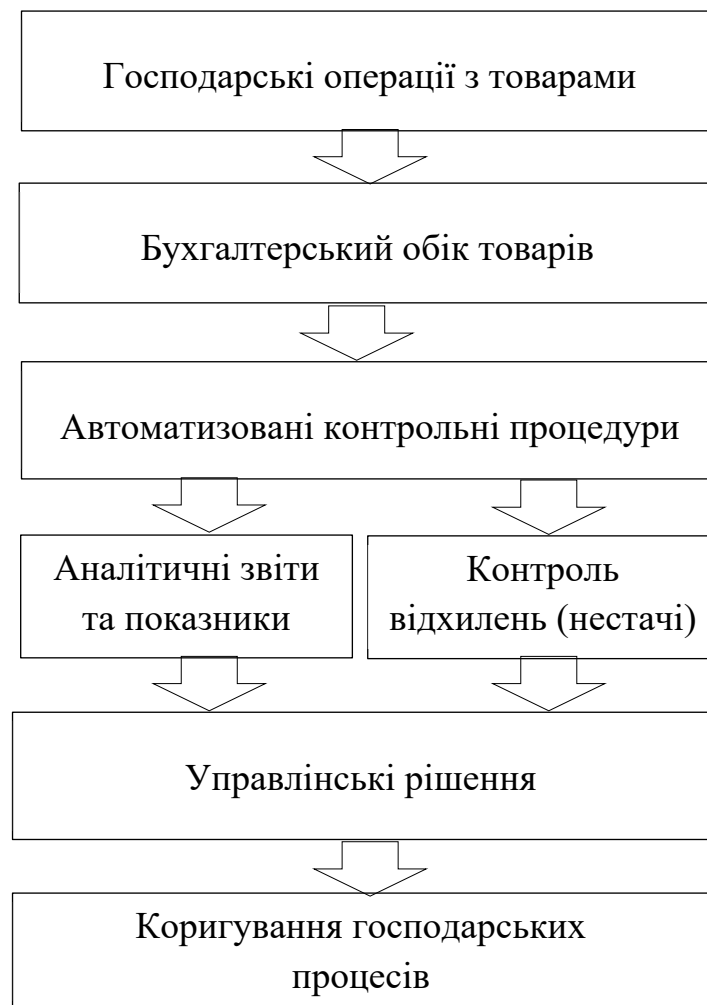 Господарські операції з товарами
Бухгалтерський обік товарів
Автоматизовані контрольні процедури
Аналітичні звіти
та показники
Контроль
відхилень (нестачі)
Управлінські рішення
Коригування господарських
процесів